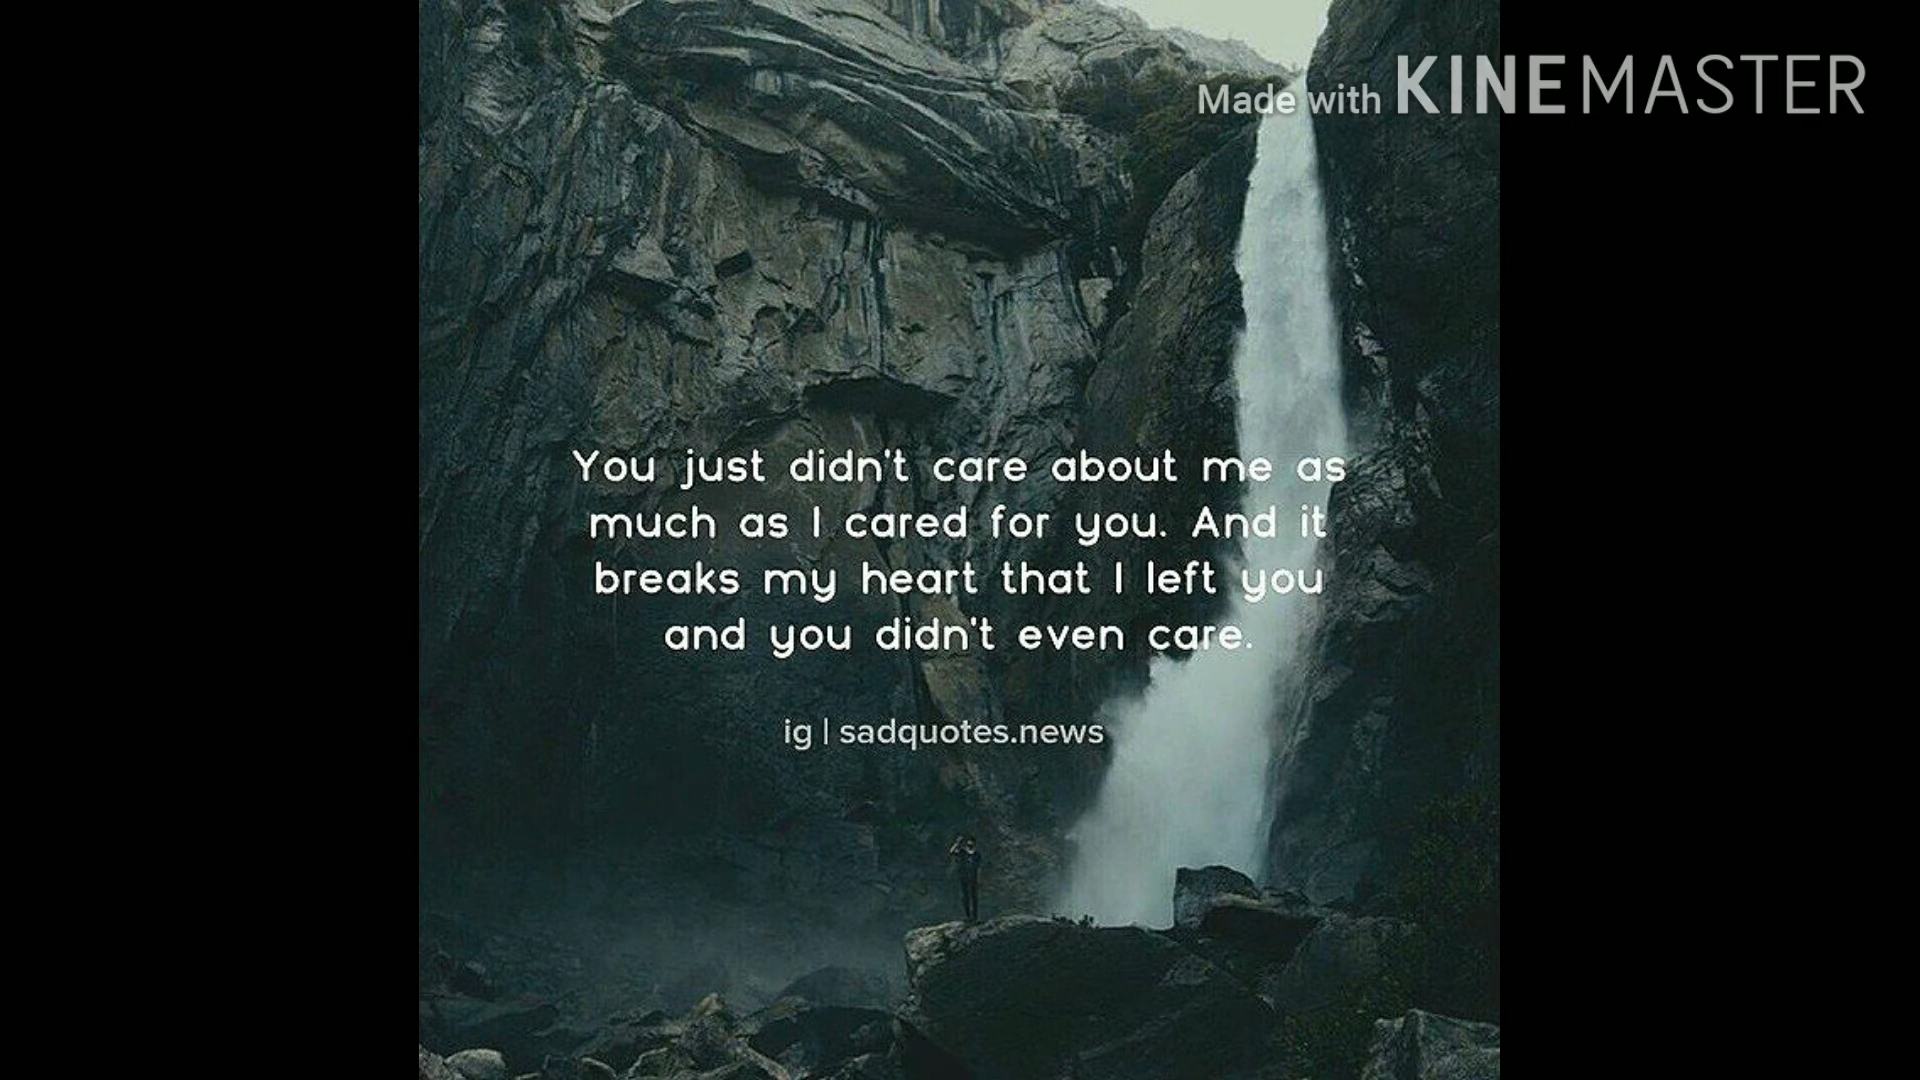 Made with KINEMASTER
You just didn't care about me as
much as I cared for you. And it
breaks my heart that I left you
and you didn't even care.
ig | sadquotes.news